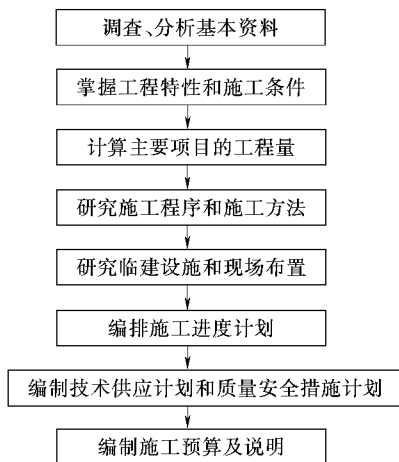 调查、分析基本资料
掌握工程特性和施工条件
计算主要项目的工程量
研究施工程序和施工方法
研究临建设施和现场布置
编排施工进度计划
编制技术供应计划和质量安全措施计划
编制施工预算及说明